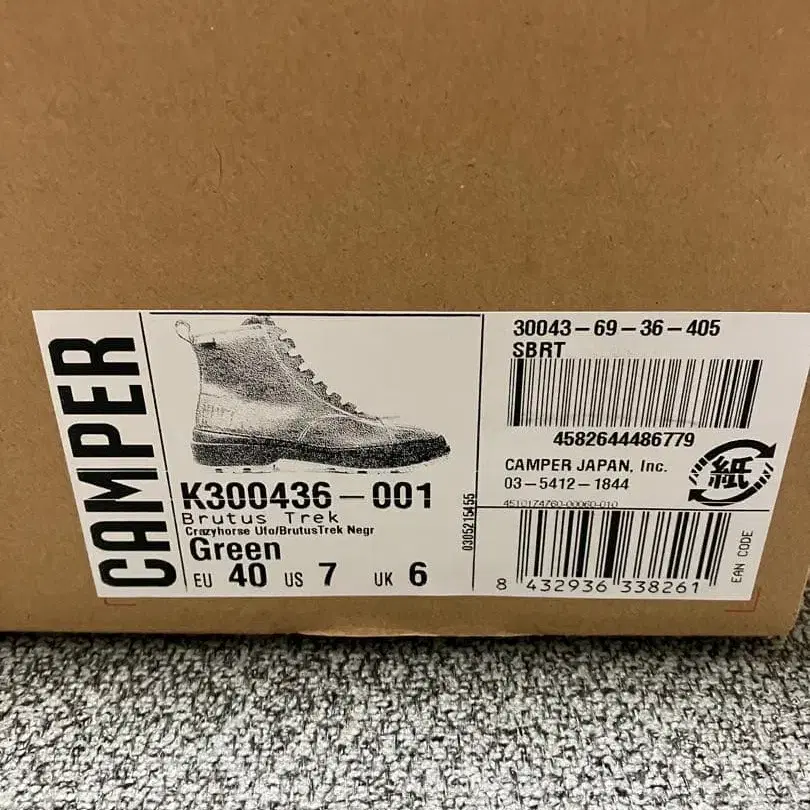 CAMPER
K300436-001
Brutus Trek
Crazyhorse Uto/BrutusTrek Negr
Green
EU 40 US 7 UK 6
30043-69-36-405
SBRT
4582644486779
CAMPER JAPAN, Inc.
03-5412-1844
紙
8 432936 338261
EAN CODE